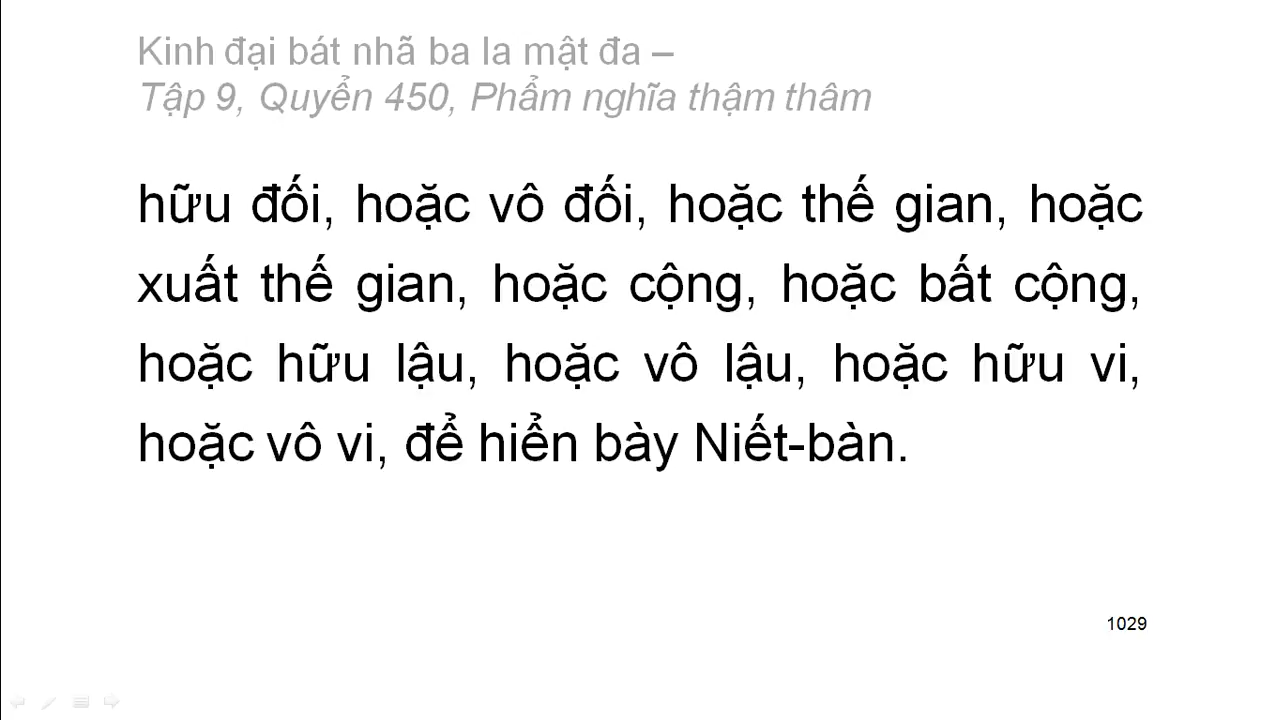 Kinh đại bát nhã ba la mật đa –
Tập 9, Quyển 450, Phẩm nghĩa thậm thâm
hữu đối, hoặc vô đối, hoặc thế gian, hoặc
xuất thế gian, hoặc cộng, hoặc bất cộng,
hoặc hữu lậu, hoặc vô lậu, hoặc hữu vi,
hoặc vô vi, để hiển bày Niết-bàn.
1029